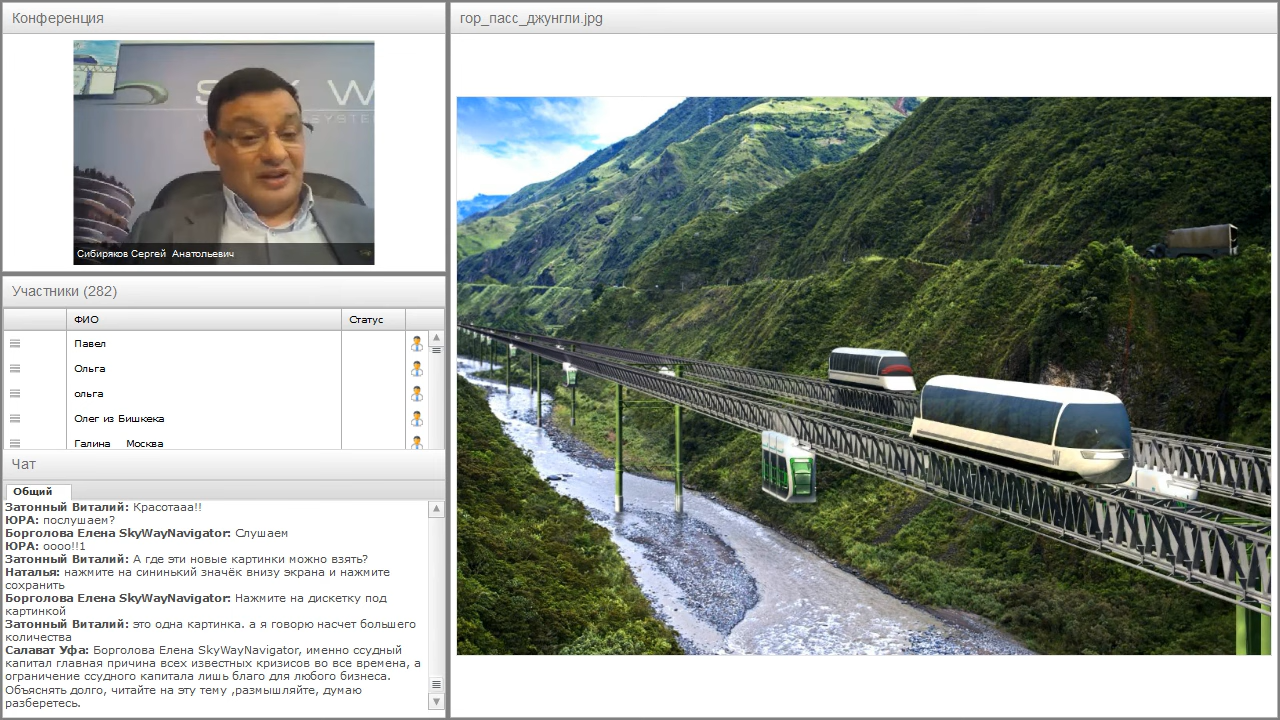 Конференция
гор_пасс_джунгли.jpg
SKY W
SYSTE
Сибиряков Сергей Анатольевич
Участники (282)
ФИО Статус
Павел
Ольга
ольга
Олег из Бишкека
Галина Москва
Чат
Общий
Затонный Виталий: Красотааа!!
ЮРА: послушаем?
Борголова Елена SkyWayNavigator: Слушаем
ЮРА: оооо!!1
Затонный Виталий: А где эти новые картинки можно взять?
Наталья: нажмите на сининький значёк внизу экрана и нажмите
сохранить
Борголова Елена SkyWayNavigator: Нажмите на дискетку под
картинкой
Затонный Виталий: это одна картинка. а я говорю насчет большего
количества
Салават Уфа: Борголова Елена SkyWayNavigator, именно ссудный
капитал главная причина всех известных кризисов во все времена, а
ограничение ссудного капитала лишь благо для любого бизнеса.
Объяснять долго, читайте на эту тему ,размышляйте, думаю
разберетесь.